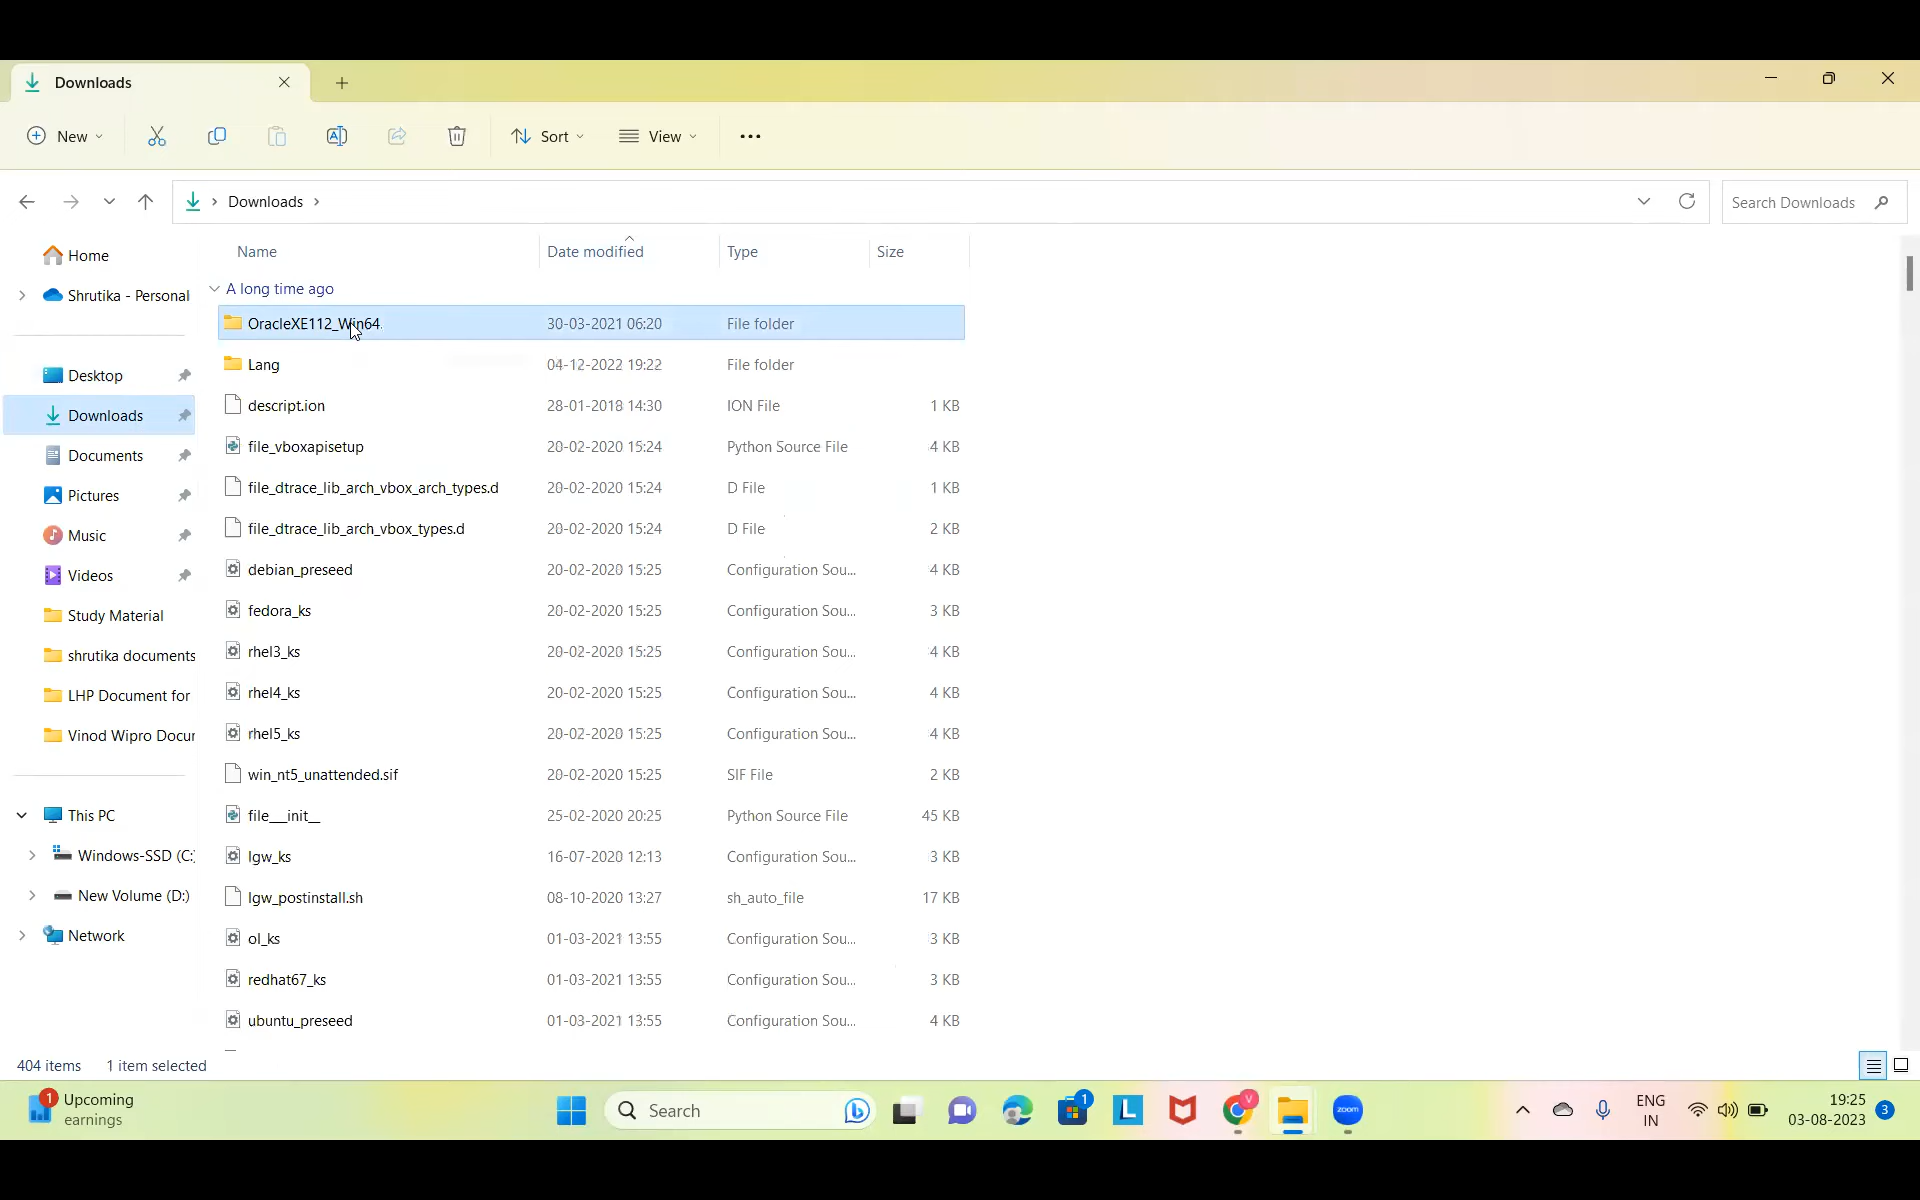 Downloads
New
Sort
View
Downloads
Search Downloads
Name Date modified Type Size
Home
Shrutika - Personal
Desktop
Downloads
Documents
Pictures
Music
Videos
Study Material
shrutika documents
LHP Document for
Vinod Wipro Docur
This PC
Windows-SSD (C:)
New Volume (D:)
Network
A long time ago
OracleXE112_Win64 30-03-2021 06:20 File folder
Lang 04-12-2022 19:22 File folder
descript.ion 28-01-2018 14:30 ION File 1 KB
file_vboxapisetup 20-02-2020 15:24 Python Source File 4 KB
file_dtrace_lib_arch_vbox_arch_types.d 20-02-2020 15:24 D File 1 KB
file_dtrace_lib_arch_vbox_types.d 20-02-2020 15:24 D File 2 KB
debian_preseed 20-02-2020 15:25 Configuration Sou... 4 KB
fedora_ks 20-02-2020 15:25 Configuration Sou... 3 KB
rhel3_ks 20-02-2020 15:25 Configuration Sou... 4 KB
rhel4_ks 20-02-2020 15:25 Configuration Sou... 4 KB
rhel5_ks 20-02-2020 15:25 Configuration Sou... 4 KB
win_nt5_unattended.sif 20-02-2020 15:25 SIF File 2 KB
file___init__ 25-02-2020 20:25 Python Source File 45 KB
lgw_ks 16-07-2020 12:13 Configuration Sou... 3 KB
lgw_postinstall.sh 08-10-2020 13:27 sh_auto_file 17 KB
ol_ks 01-03-2021 13:55 Configuration Sou... 3 KB
redhat67_ks 01-03-2021 13:55 Configuration Sou... 3 KB
ubuntu_preseed 01-03-2021 13:55 Configuration Sou... 4 KB
404 items 1 item selected
1
Upcoming
earnings
Search
1
L
V
zoom
ENG
IN
19:25
03-08-2023
3